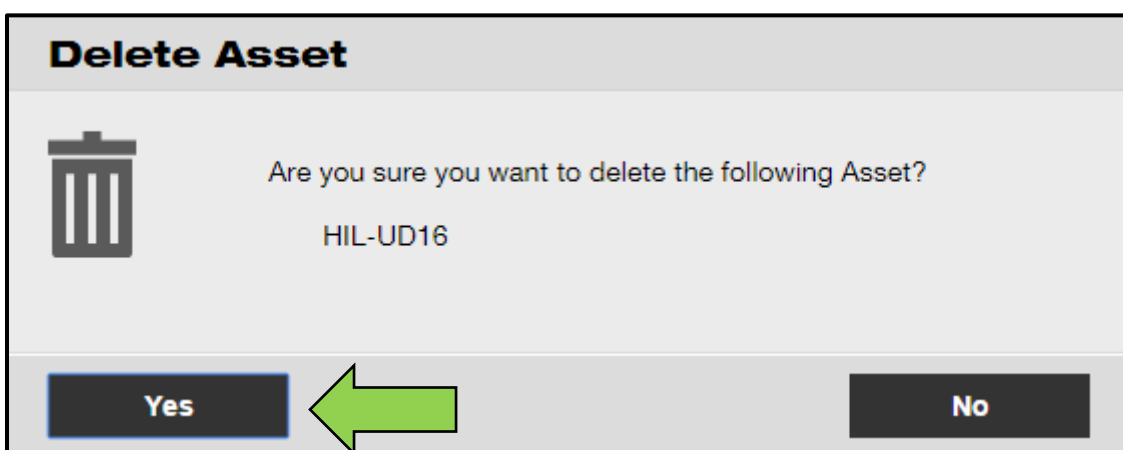 Delete Asset
Are you sure you want to delete the following Asset?
HIL-UD16
Yes
No